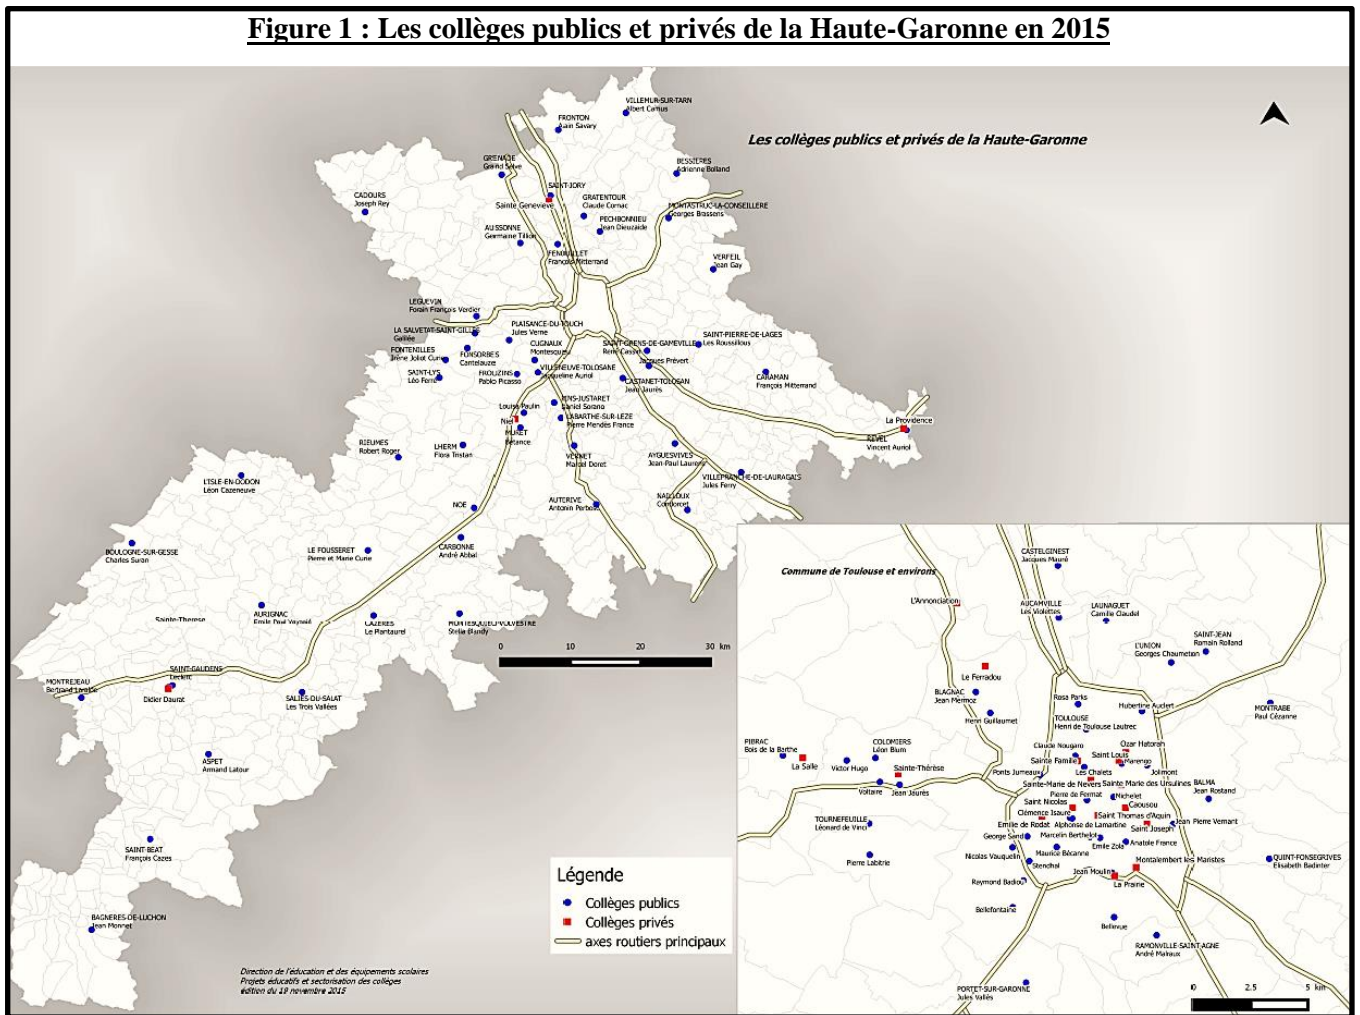 Figure 1 : Les collèges publics et privés de la Haute-Garonne en 2015
Les collèges publics et privés de la Haute-Garonne
VILLEMUR-SUR-TARN
Albert Camus
FRONTON
Alain Savary
GRENADE
Grand Selve
BESSIERES
Adrienne Bolland
CADOURS
Joseph Rey
SAINT-JORY
Sainte Geneviève
GRATENTOUR
Claude Cornac
MONTASTRUC-LA-CONSEILLERE
Georges Brassens
PECHBONNIEU
Jean Dieuzaide
AUSSONNE
Germaine Tillion
FENOUILLET
François Mitterrand
VERFEIL
Jean Gay
LEGUEVIN
Forain François Verdier
LA SALVETAT-SAINT-GILLES
Galilée
PLAISANCE-DU-TOUCH
Jules Verne
FONTENILLES
Irène Joliot Curie
FONSORBES
Cantelauze
CUGNAUX
Montesquieu
SAINT-ORENS-DE-GAMEVILLE
René Cassin
Jacques Prévert
SAINT-PIERRE-DE-LAGES
Les Roussillous
SAINT-LYS
Léo Ferré
FROUZINS
Pablo Picasso
VILLENEUVE-TOLOSANE
Jacqueline Auriol
CASTANET-TOLOSAN
Jean Jaurès
CARAMAN
François Mitterrand
Louisa Paulin
Niel
MURET
Bétance
PINS-JUSTARET
Daniel Sorano
LABARTHE-SUR-LEZE
Pierre Mendès France
La Providence
REVEL
Vincent Auriol
RIEUMES
Robert Roger
LHERM
Flora Tristan
VERNET
Marcel Doret
AYGUESVIVES
Jean-Paul Laurens
VILLEFRANCHE-DE-LAURAGAIS
Jules Ferry
L'ISLE-EN-DODON
Léon Cazeneuve
NOE
AUTERIVE
Antonin Perbosc
NAILLOUX
Condorcet
BOULOGNE-SUR-GESSE
Charles Suran
LE FOUSSERET
Pierre et Marie Curie
CARBONNE
André Abbal
AURIGNAC
Sainte-Therese
CAZERES
Le Plantaurel
MONTESQUIEU-VOLVESTRE
Stella Blandy
0 10 20 30 km
SAINT-GAUDENS
Leclerc
Didier Daurat
MONTREJEAU
SALIES-DU-SALAT
Les Trois Vallées
ASPET
Armand Latour
SAINT-BEAT
François Cazes
BAGNERES-DE-LUCHON
Jean Monnet
Commune de Toulouse et environs
CASTELGINEST
Jacques Mauré
L'Annonciation
AUCAMVILLE
Les Violettes
LAUNAGUET
Camille Claudel
SAINT-JEAN
Romain Rolland
L'UNION
Georges Chaumeton
Le Ferradou
BLAGNAC
Jean Mermoz
Henri Guillaumet
Rosa Parks
Hubertine Auclert
MONTRABE
Paul Cézanne
TOULOUSE
Henri de Toulouse Lautrec
PIBRAC
Bois de la Barthe
La Salle
Victor Hugo
COLOMIERS
Léon Blum
Sainte-Thérèse
Voltaire
Jean Jaurès
Claude Nougaro
Ozar Hatorah
Saint Louis
Sainte Famille
Marengo
Ponts Jumeaux
Les Chalets
Jolimont
Sainte-Marie de Nevers
Sainte Marie des Ursulines
BALMA
Jean Rostand
Pierre de Fermat
Michelet
Saint Nicolas
Caousou
Clémence Isaure
Saint Thomas d'Aquin
TOURNEFEUILLE
Léonard de Vinci
Emilie de Rodat
Alphonse de Lamartine
Saint Joseph
Jean Pierre Vernant
George Sand
Marcelin Berthelot
Emile Zola
Anatole France
Pierre Labitrie
Nicolas Vauquelin
Maurice Bécanne
Stendhal
Montalembert les Maristes
QUINT-FONSEGRIVES
Elisabeth Badinter
Raymond Badiou
Jean Moulin
La Prairie
Bellefontaine
Bellevue
RAMONVILLE-SAINT-AGNE
André Malraux
PORTET-SUR-GARONNE
Jules Vallès
0 2.5 5 km
Légende
Collèges publics
Collèges privés
axes routiers principaux
Direction de l'éducation et des équipements scolaires
Projets éducatifs et sectorisation des collèges
édition du 19 novembre 2015